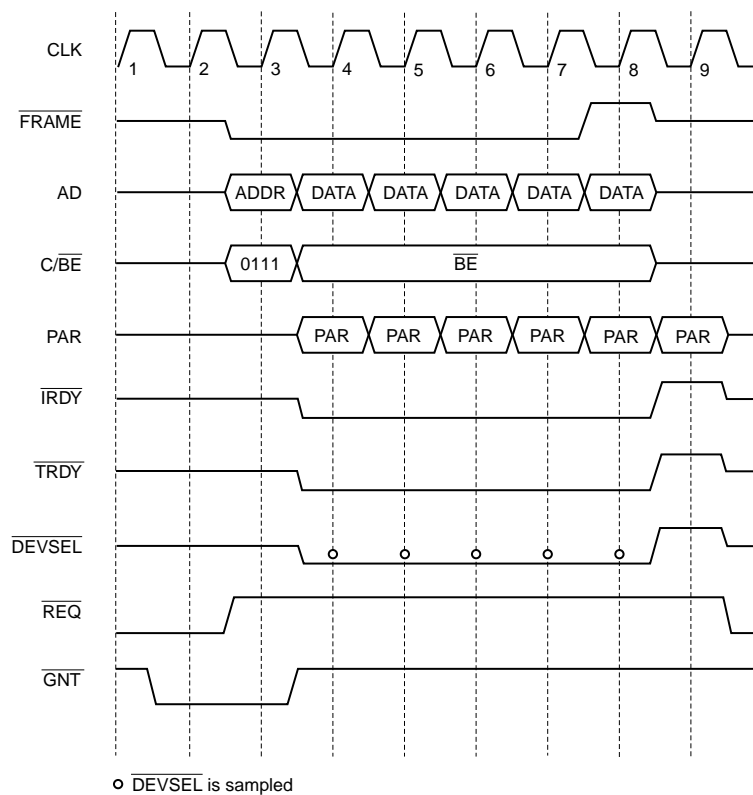 CLK
1 2 3 4 5 6 7 8 9
FRAME
AD
ADDR DATA DATA DATA DATA DATA
C/BE
0111 BE
PAR
PAR PAR PAR PAR PAR PAR
IRDY
TRDY
DEVSEL
REQ
GNT
DEVSEL is sampled